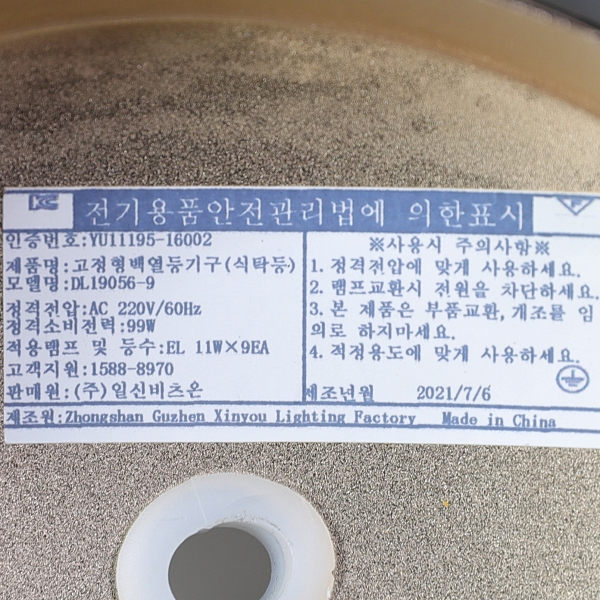 KC 전기용품안전관리법에 의한표시 F
인증번호:YU11195-16002
제품명:고정형백열등기구(식탁등)
모델명:DL19056-9
정격전압:AC 220V/60Hz
정격소비전력:99W
적용램프 및 등수:EL 11W×9EA
고객지원:1588-8970
판매원:(주)일신비츠온
※사용시 주의사항※
1. 정격전압에 맞게 사용하세요.
2. 램프교환시 전원을 차단하세요.
3. 본 제품은 부품교환,개조를 임
의로 하지마세요.
4. 적정용도에 맞게 사용하세요.
제조년월 2021/7/6
제조원:Zhongshan Guzhen Xinyou Lighting Factory Made in China